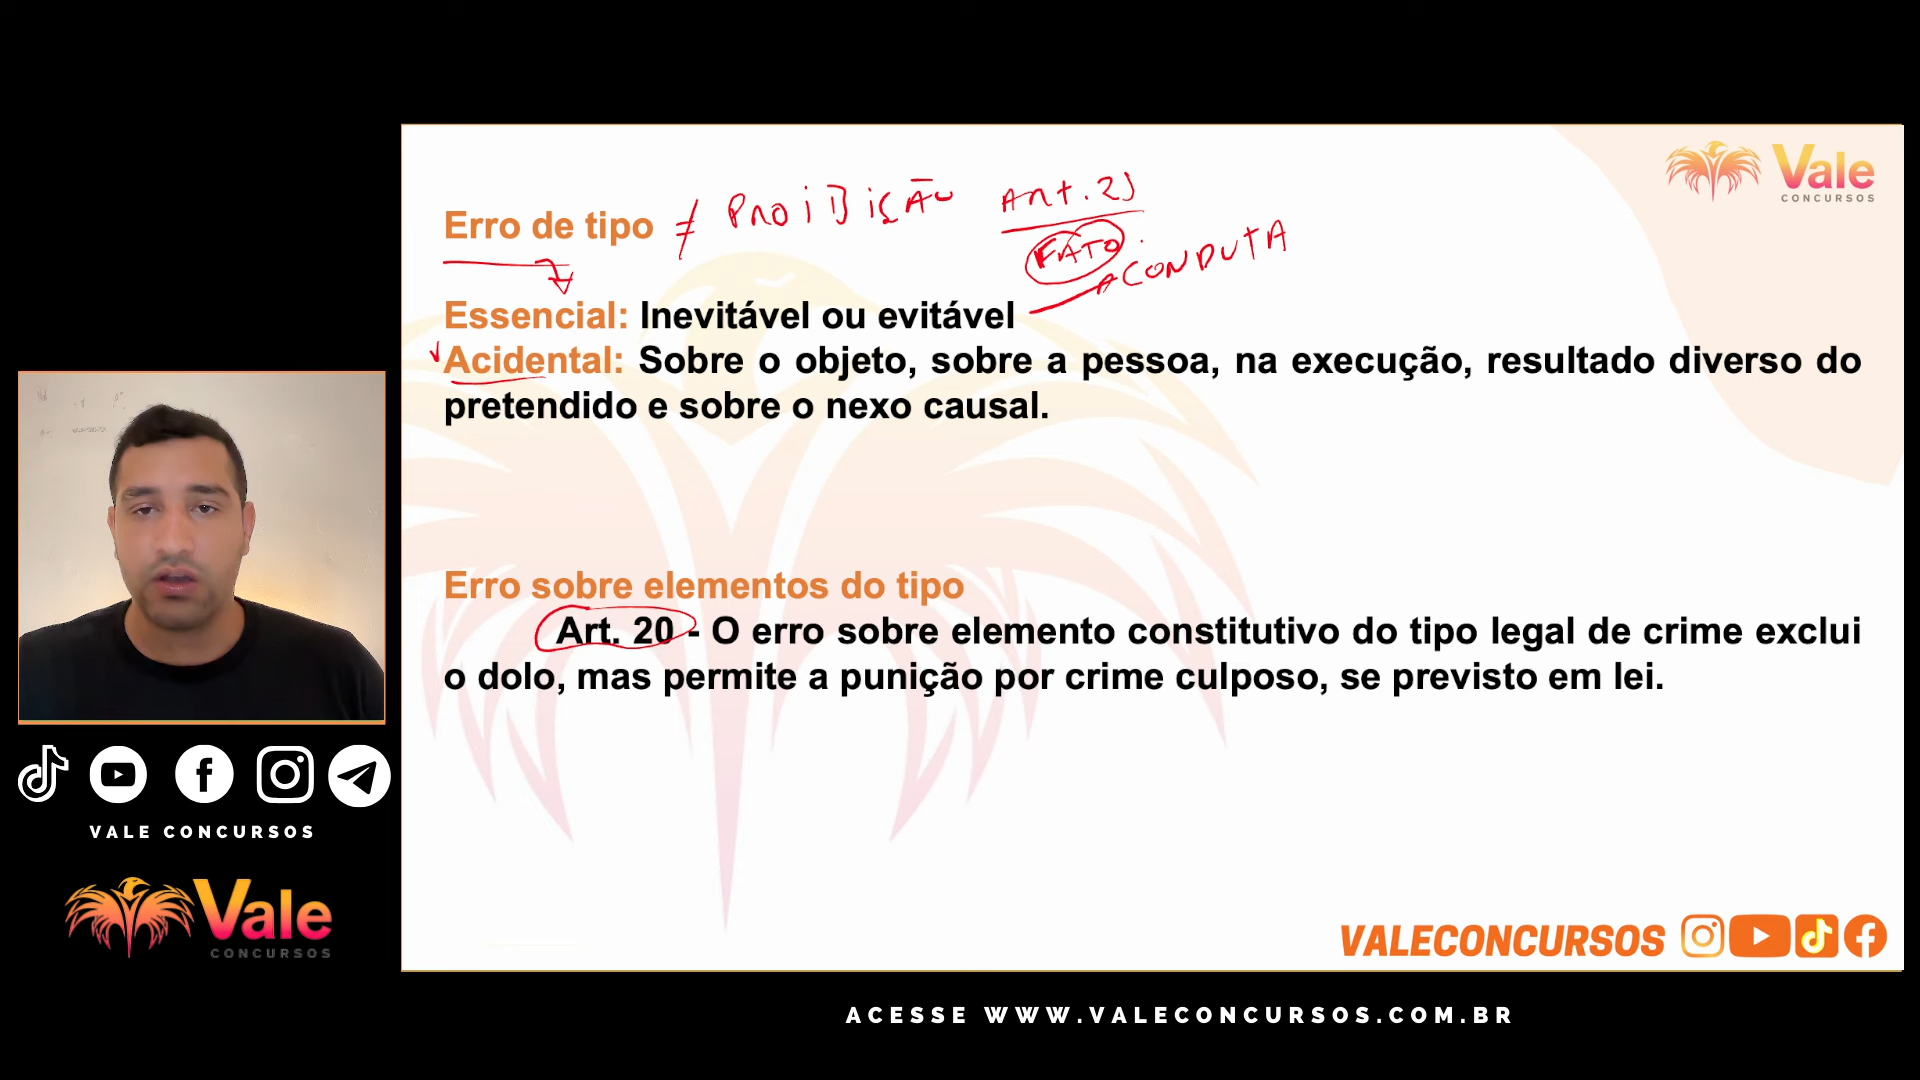 Vale
CONCURSOS
Erro de tipo ≠ PROIBIÇÃO ART. 21
FATO
CONDUTA
Essencial: Inevitável ou evitável
Acidental: Sobre o objeto, sobre a pessoa, na execução, resultado diverso do
pretendido e sobre o nexo causal.
Erro sobre elementos do tipo
Art. 20 - O erro sobre elemento constitutivo do tipo legal de crime exclui
o dolo, mas permite a punição por crime culposo, se previsto em lei.
VALE CONCURSOS
Vale
CONCURSOS
VALECONCURSOS
ACESSE WWW.VALECONCURSOS.COM.BR